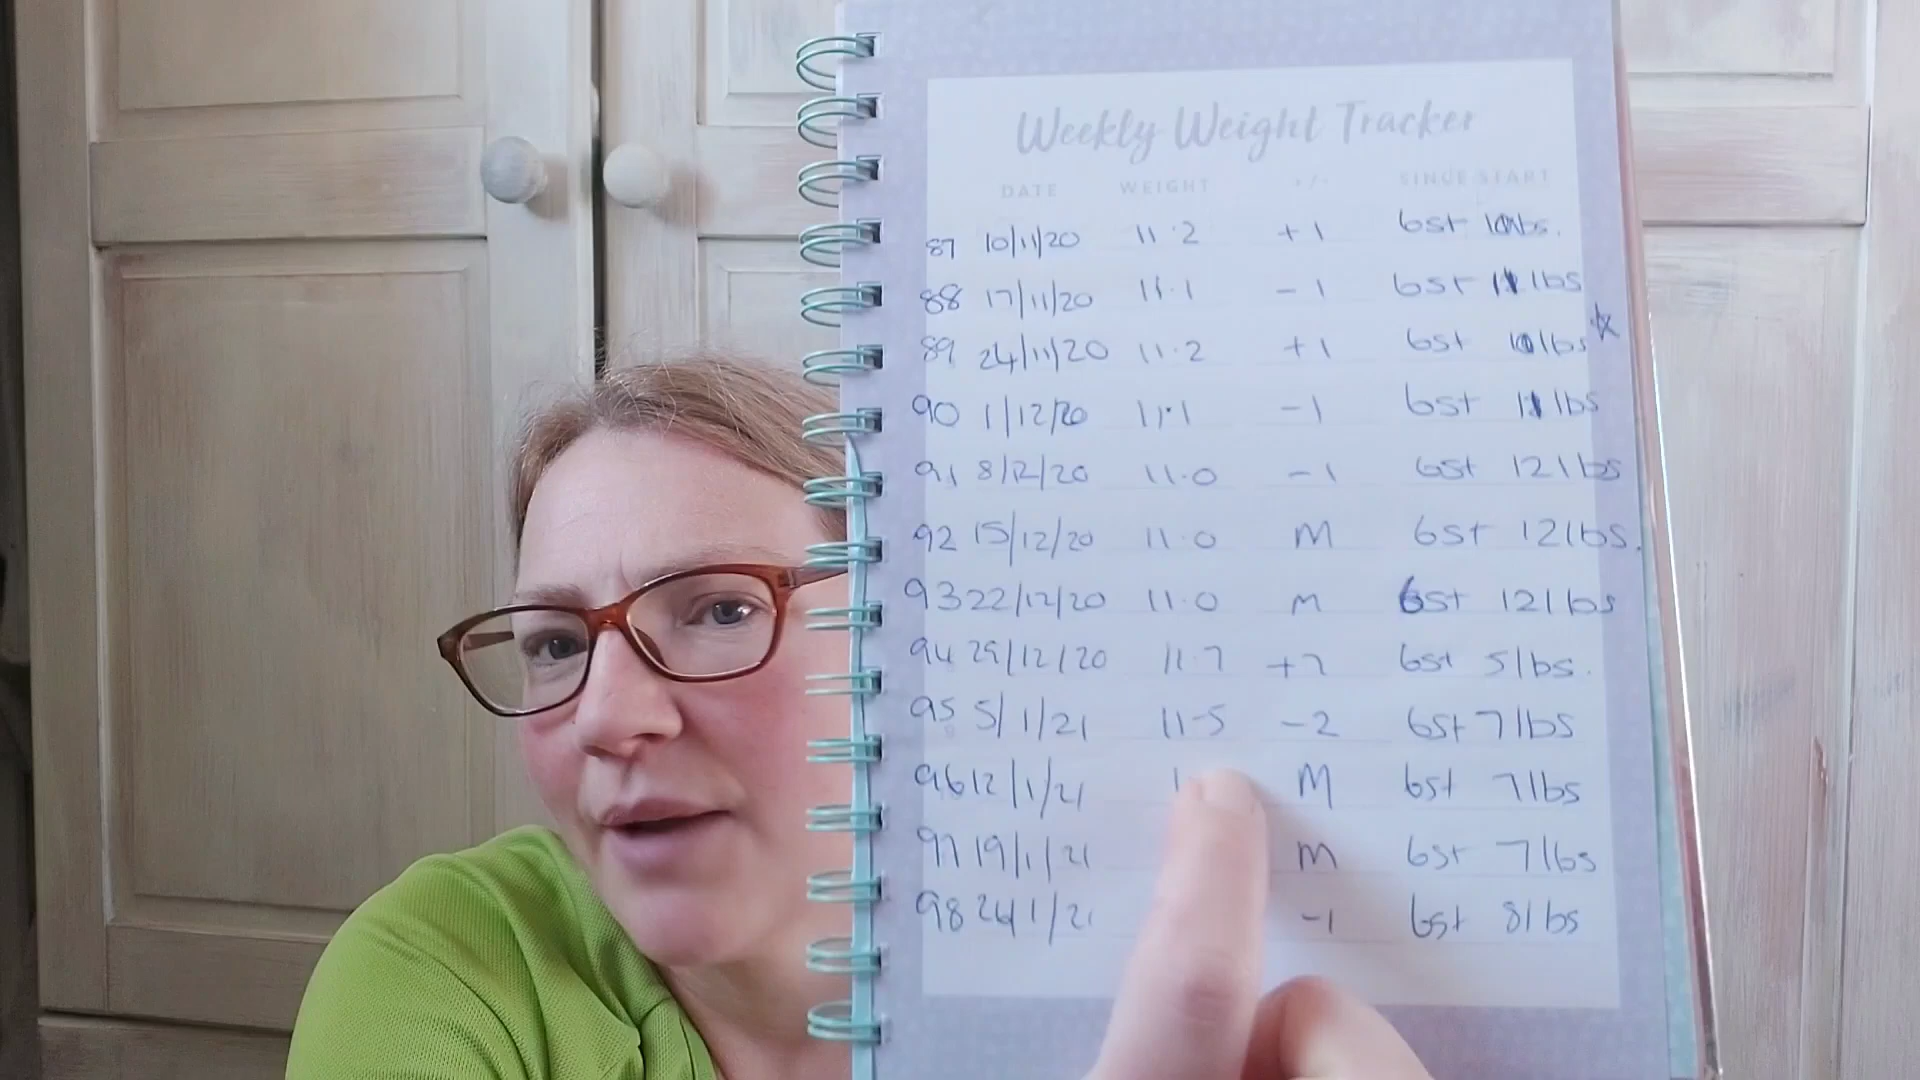 Weekly Weight Tracker
DATE WEIGHT +/- SINCE START
87 10/11/20 11.2 +1 6st 10lbs.
88 17/11/20 11.1 -1 6st 11lbs
89 24/11/20 11.2 +1 6st 10lbs
90 1/12/20 11.1 -1 6st 11lbs
91 8/12/20 11.0 -1 6st 12lbs
92 15/12/20 11.0 M 6st 12lbs.
93 22/12/20 11.0 M 6st 12lbs
94 29/12/20 11.7 +7 6st 5lbs.
95 5/1/21 11-5 -2 6st 7lbs
96 12/1/21 M 6st 7lbs
97 19/1/21 M 6st 7lbs
98 -1 6st 8lbs